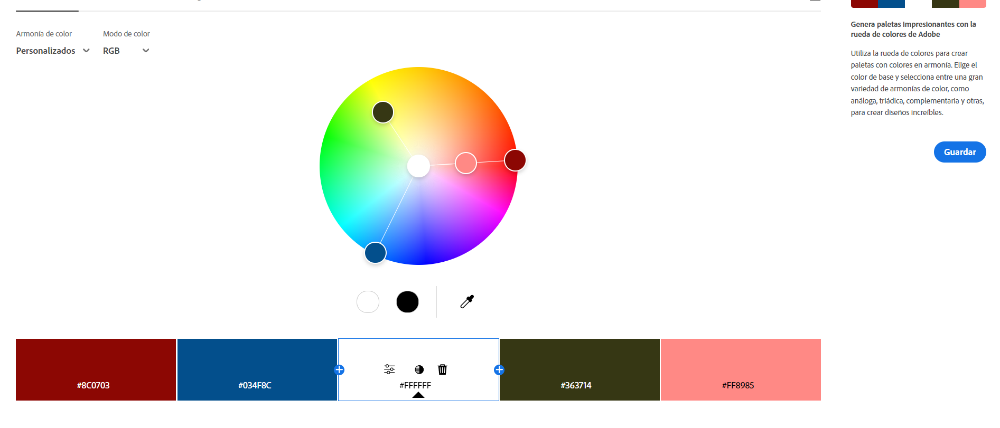 Armonía de color
Modo de color
Personalizados
RGB
Genera paletas impresionantes con la
rueda de colores de Adobe
Utiliza la rueda de colores para crear
paletas con colores en armonía. Elige el
color de base y selecciona entre una gran
variedad de armonías de color, como
análoga, triádica, complementaria y otras,
para crear diseños increíbles.
Guardar
#8C0703
#034F8C
#FFFFFF
#363714
#FF8985